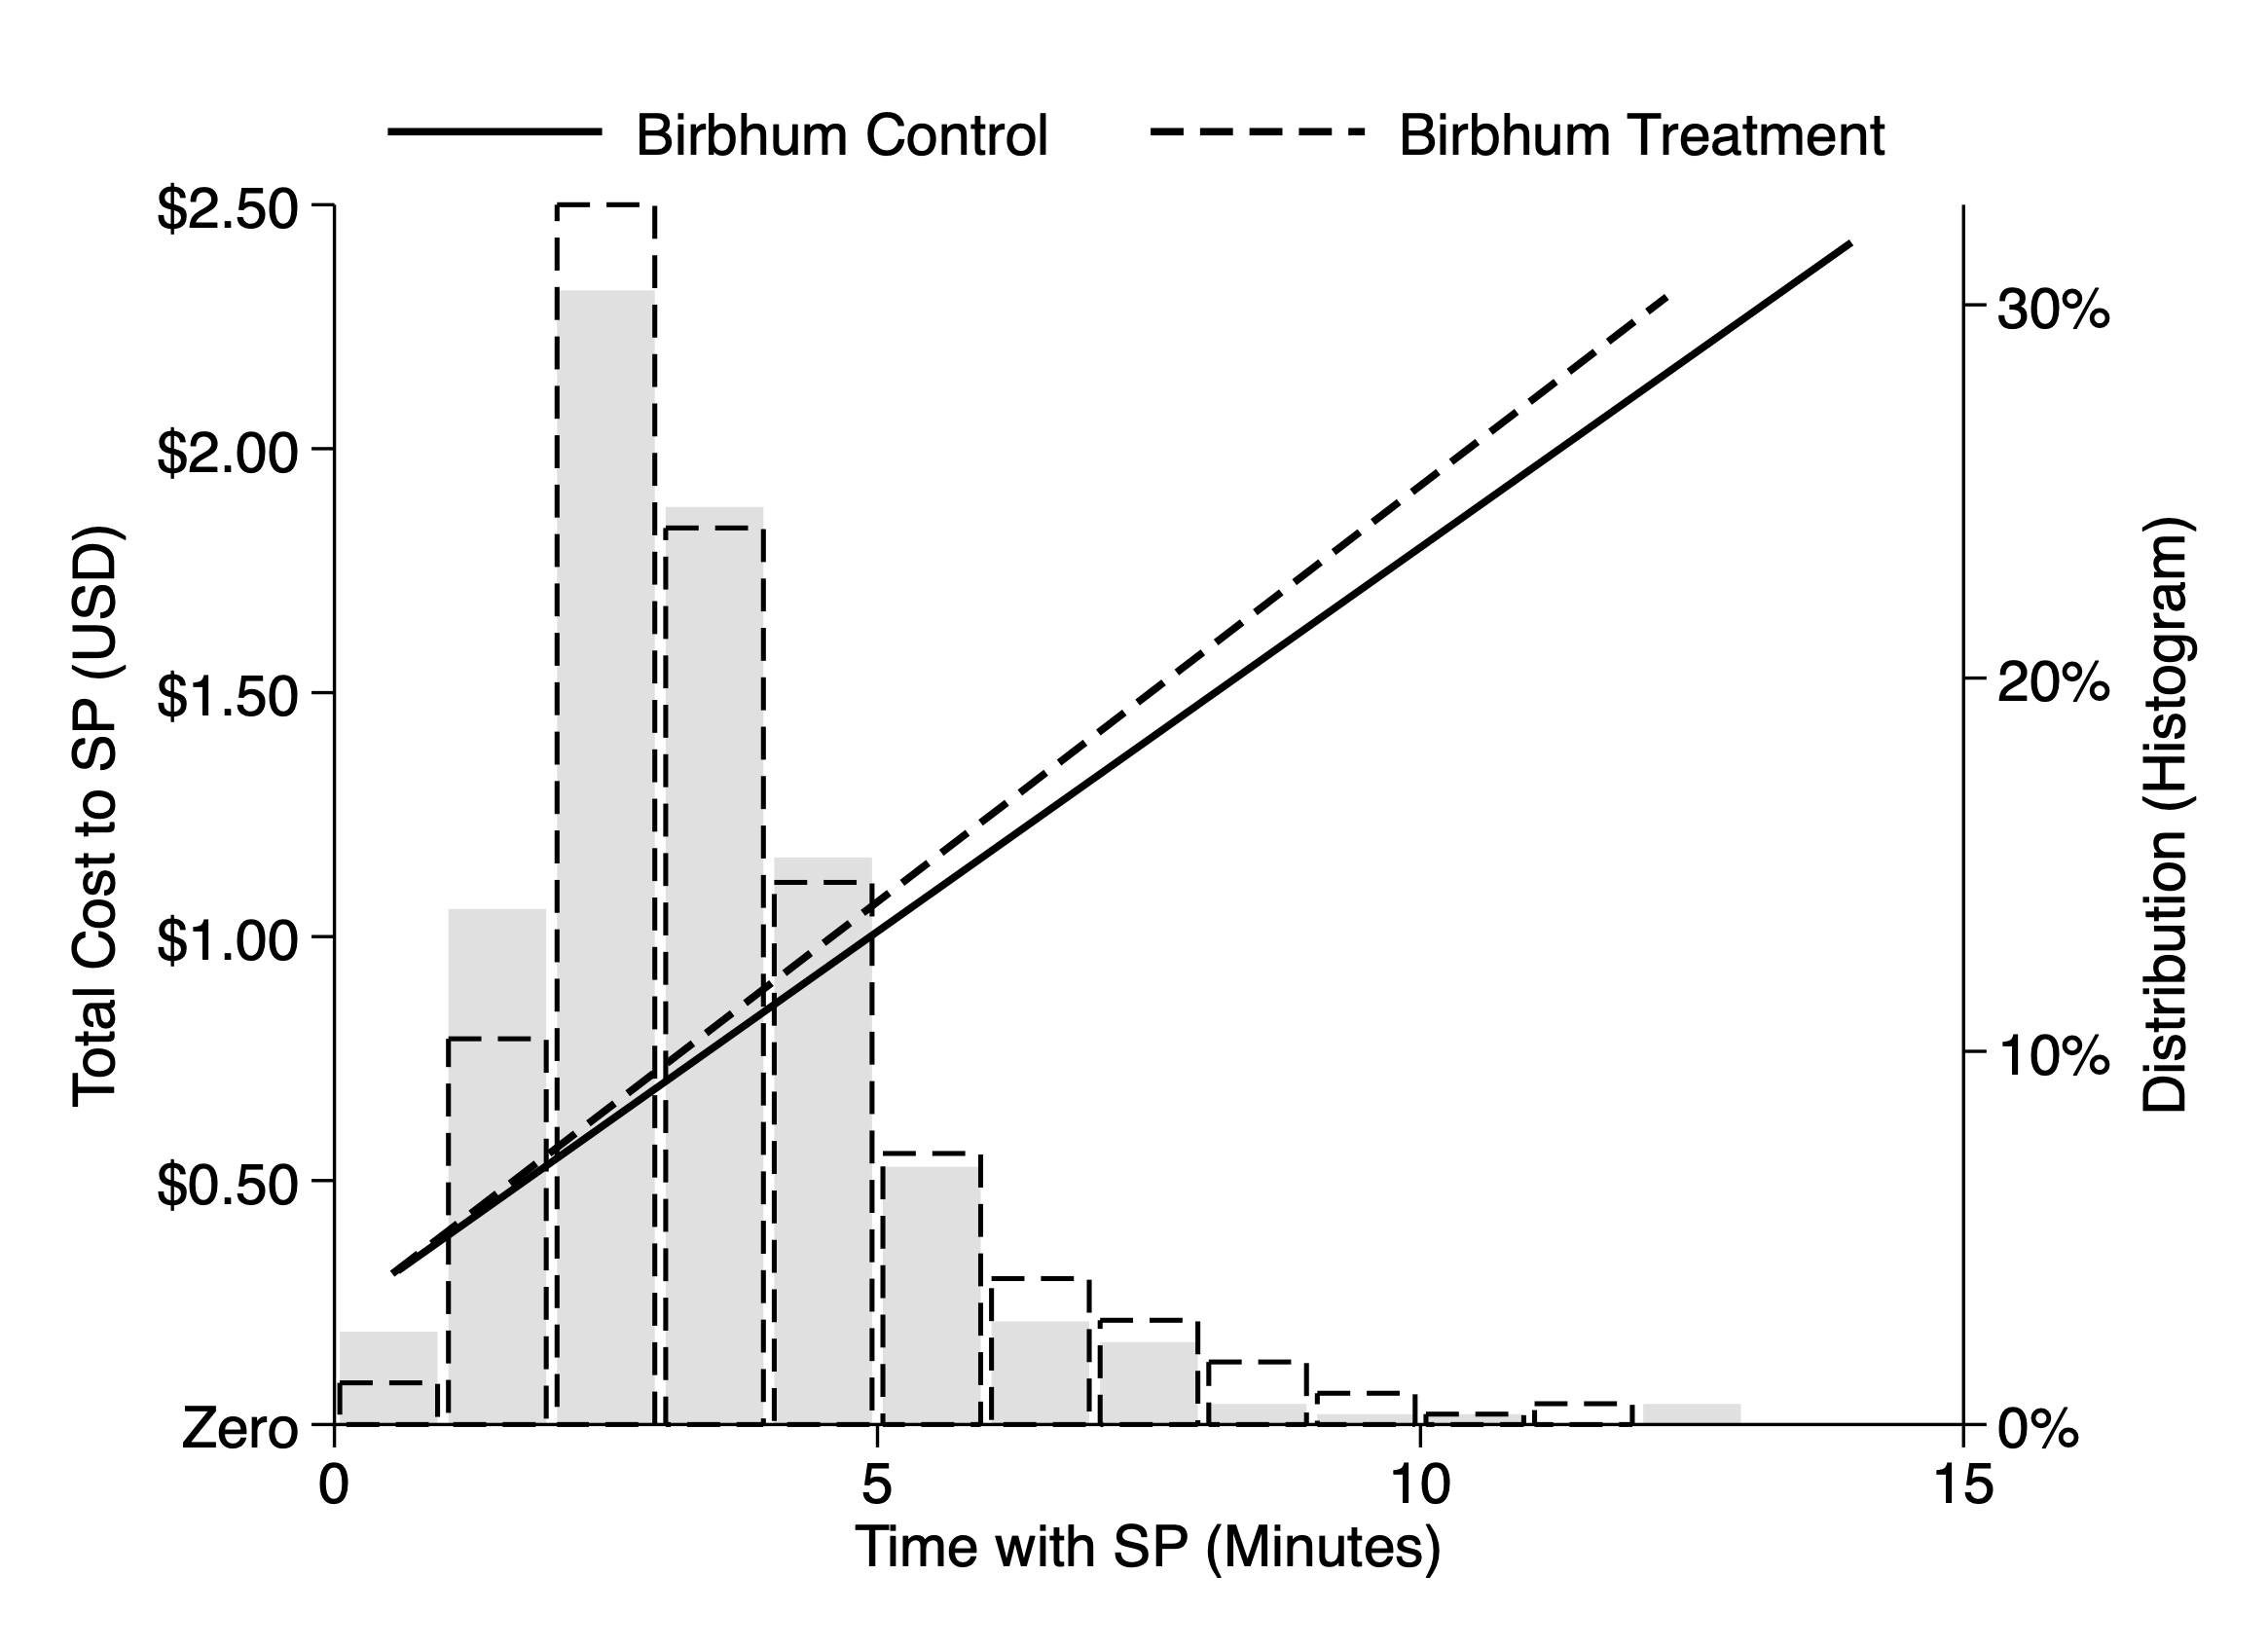 Birbhum Control
Birbhum Treatment
$2.50
$2.00
$1.50
$1.00
$0.50
Zero
Total Cost to SP (USD)
30%
20%
10%
0%
Distribution (Histogram)
0
5
10
15
Time with SP (Minutes)